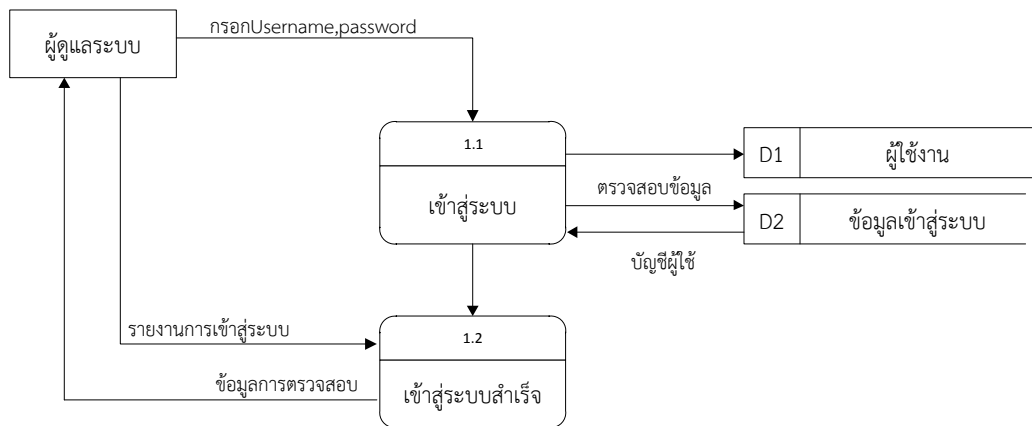 กรอกUsername,password
ผู้ดูแลระบบ
1.1
เข้าสู่ระบบ
D1
ผู้ใช้งาน
ตรวจสอบข้อมูล
D2
ข้อมูลเข้าสู่ระบบ
บัญชีผู้ใช้
รายงานการเข้าสู่ระบบ
1.2
ข้อมูลการตรวจสอบ
เข้าสู่ระบบสำเร็จ